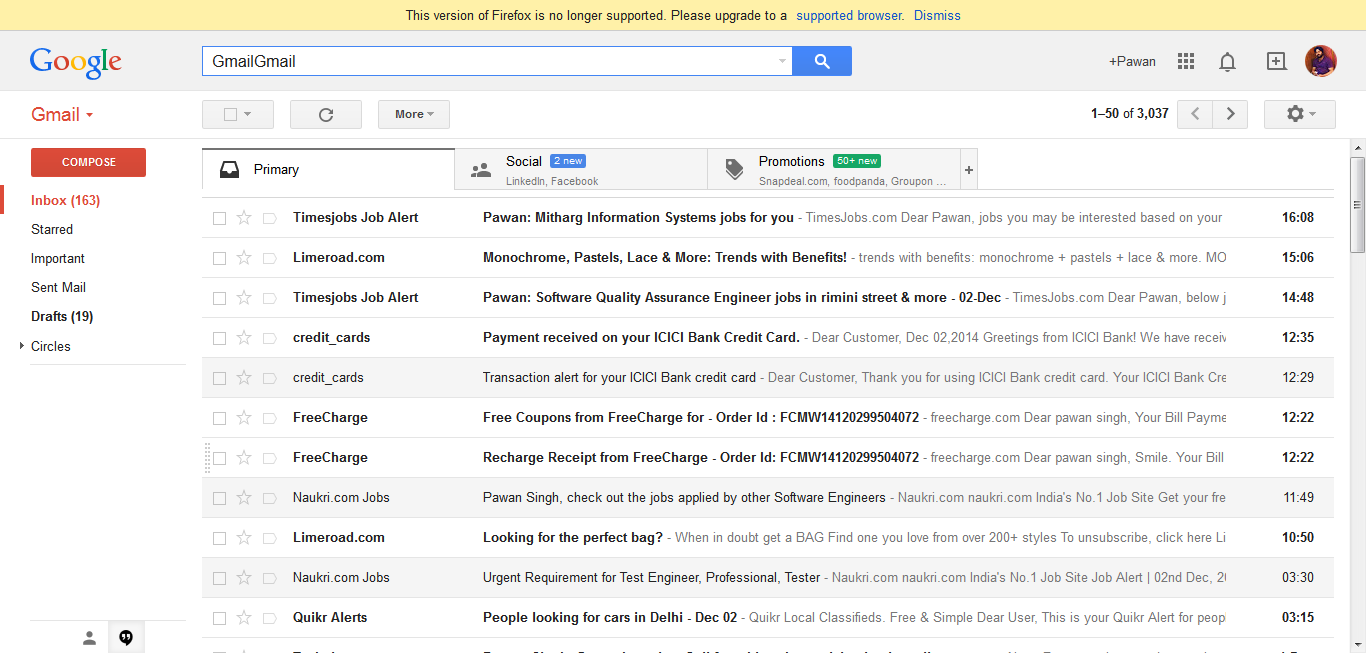 This version of Firefox is no longer supported. Please upgrade to a supported browser. Dismiss
Google
GmailGmail
+Pawan
Gmail
More
1–50 of 3,037
COMPOSE
Inbox (163)
Starred
Important
Sent Mail
Drafts (19)
Circles
Primary
Social 2 new
LinkedIn, Facebook
Promotions 50+ new
Snapdeal.com, foodpanda, Groupon ...
+
Timesjobs Job Alert Pawan: Mitharg Information Systems jobs for you - TimesJobs.com Dear Pawan, jobs you may be interested based on your 16:08
Limeroad.com Monochrome, Pastels, Lace & More: Trends with Benefits! - trends with benefits: monochrome + pastels + lace & more. MO 15:06
Timesjobs Job Alert Pawan: Software Quality Assurance Engineer jobs in rimini street & more - 02-Dec - TimesJobs.com Dear Pawan, below j 14:48
credit_cards Payment received on your ICICI Bank Credit Card. - Dear Customer, Dec 02,2014 Greetings from ICICI Bank! We have receiv 12:35
credit_cards Transaction alert for your ICICI Bank credit card - Dear Customer, Thank you for using ICICI Bank credit card. Your ICICI Bank Cre 12:29
FreeCharge Free Coupons from FreeCharge for - Order Id : FCMW14120299504072 - freecharge.com Dear pawan singh, Your Bill Payme 12:22
FreeCharge Recharge Receipt from FreeCharge - Order Id: FCMW14120299504072 - freecharge.com Dear pawan singh, Smile. Your Bill 12:22
Naukri.com Jobs Pawan Singh, check out the jobs applied by other Software Engineers - Naukri.com naukri.com India's No.1 Job Site Get your fre 11:49
Limeroad.com Looking for the perfect bag? - When in doubt get a BAG Find one you love from over 200+ styles To unsubscribe, click here Li 10:50
Naukri.com Jobs Urgent Requirement for Test Engineer, Professional, Tester - Naukri.com naukri.com India's No.1 Job Site Job Alert | 02nd Dec, 20 03:30
Quikr Alerts People looking for cars in Delhi - Dec 02 - Quikr Local Classifieds. Free & Simple Dear User, This is your Quikr Alert for peop 03:15